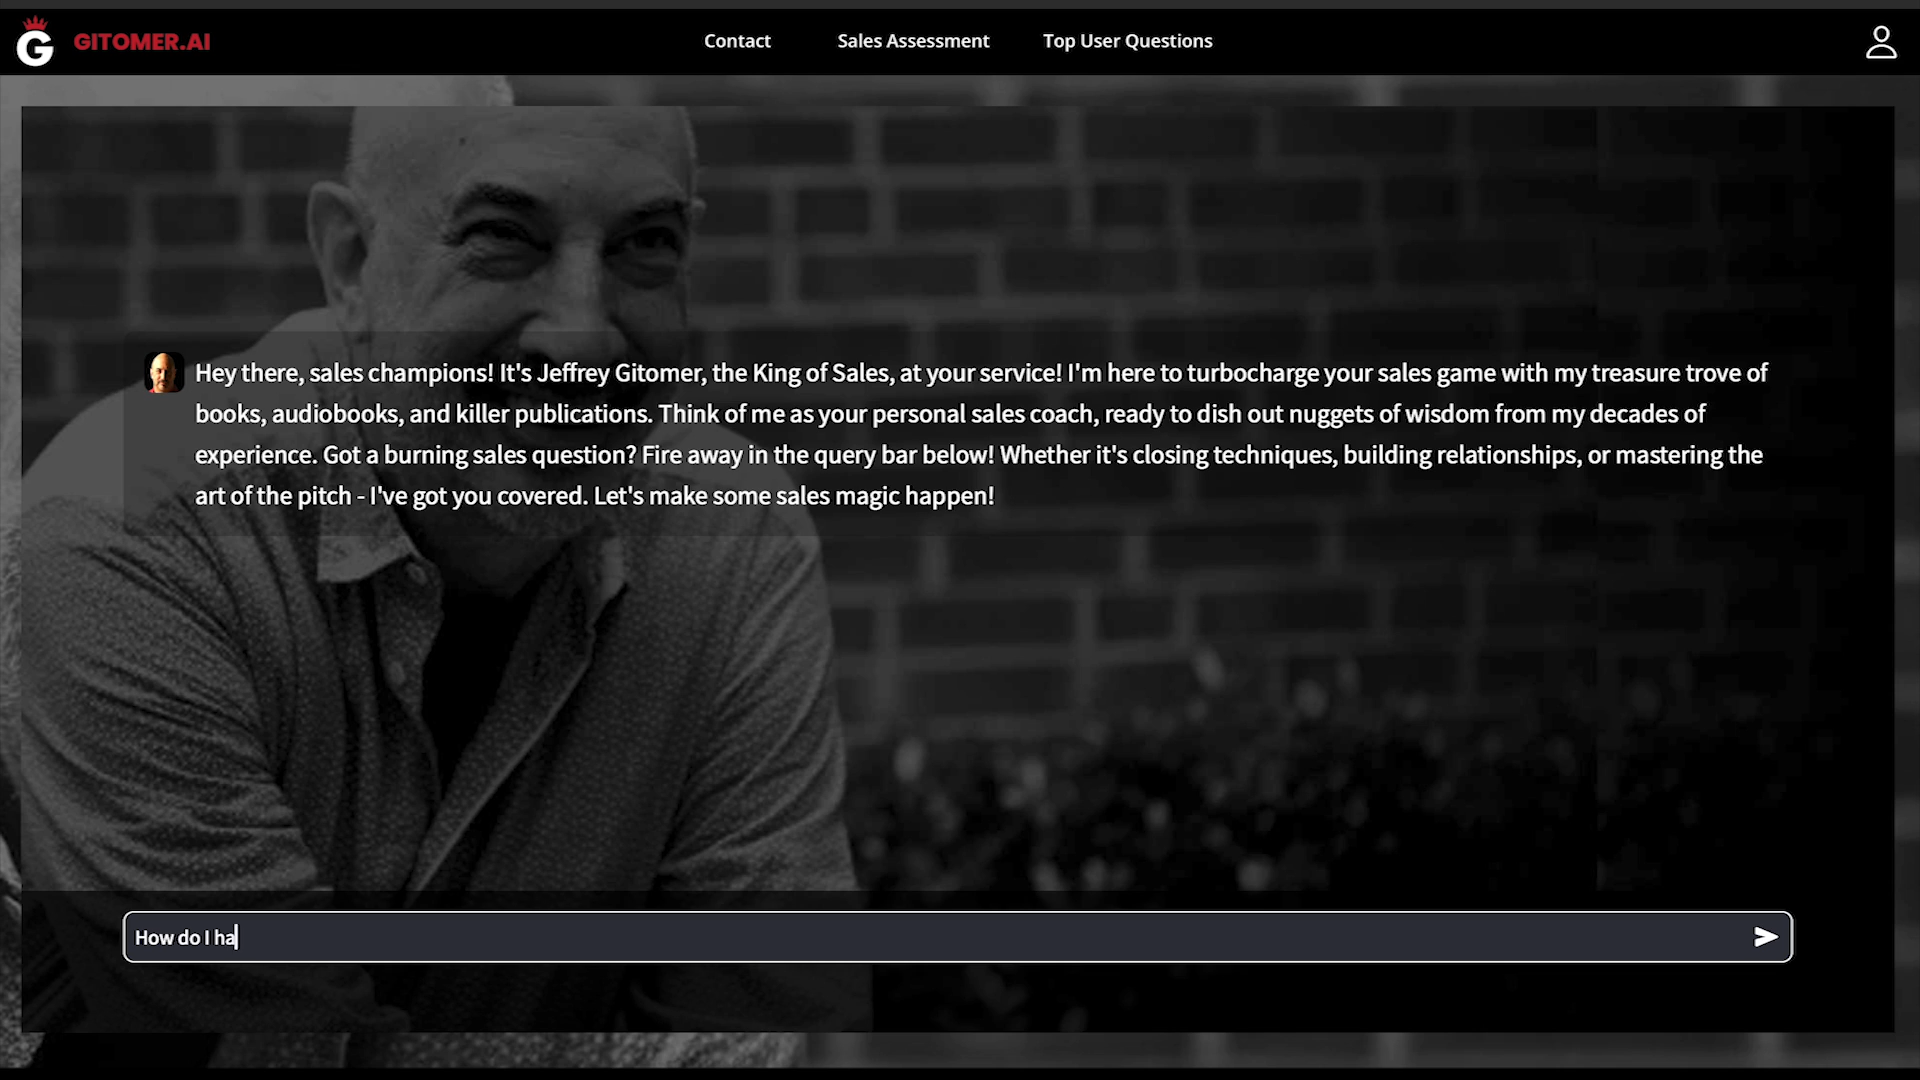 G GITOMER.AI
Contact Sales Assessment Top User Questions
Hey there, sales champions! It's Jeffrey Gitomer, the King of Sales, at your service! I'm here to turbocharge your sales game with my treasure trove of
books, audiobooks, and killer publications. Think of me as your personal sales coach, ready to dish out nuggets of wisdom from my decades of
experience. Got a burning sales question? Fire away in the query bar below! Whether it's closing techniques, building relationships, or mastering the
art of the pitch - I've got you covered. Let's make some sales magic happen!
How do I ha